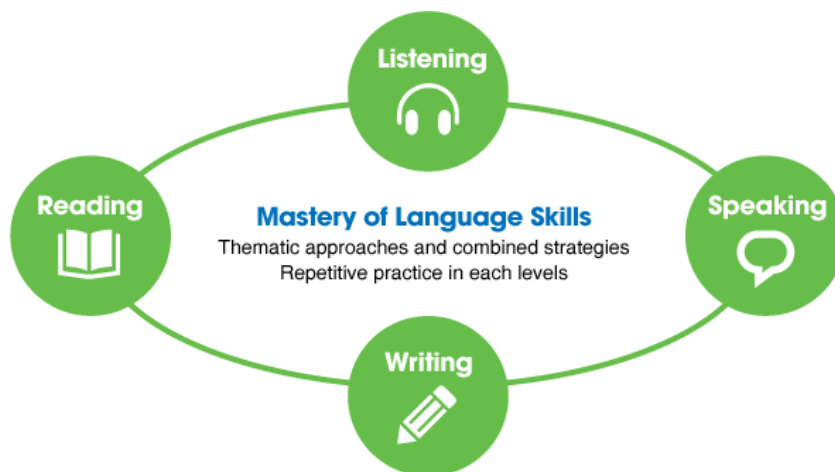 Listening
Reading
Speaking
Mastery of Language Skills
Thematic approaches and combined strategies
Repetitive practice in each levels
Writing